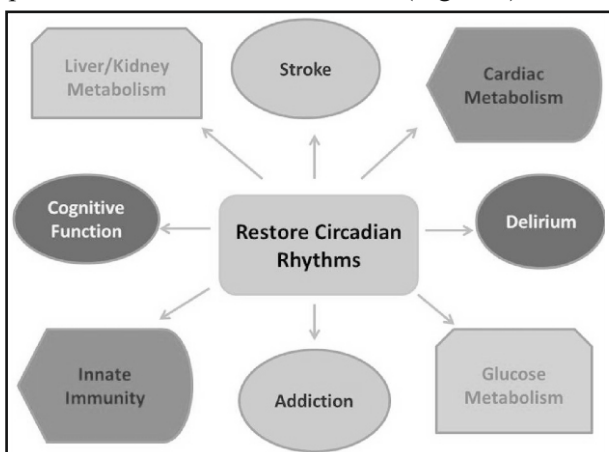 Liver/Kidney
Metabolism
Stroke
Cardiac
Metabolism
Cognitive
Function
Restore Circadian
Rhythms
Delirium
Innate
Immunity
Addiction
Glucose
Metabolism